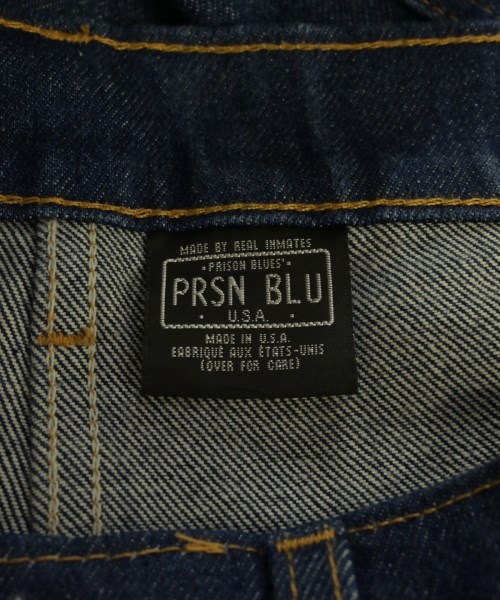 MADE BY REAL INMATES
· PRISON BLUES' ·
PRSN BLU
· U.S.A. ·
MADE IN U.S.A.
FABRIQUÉ AUX ÉTATS-UNIS
(OVER FOR CARE)